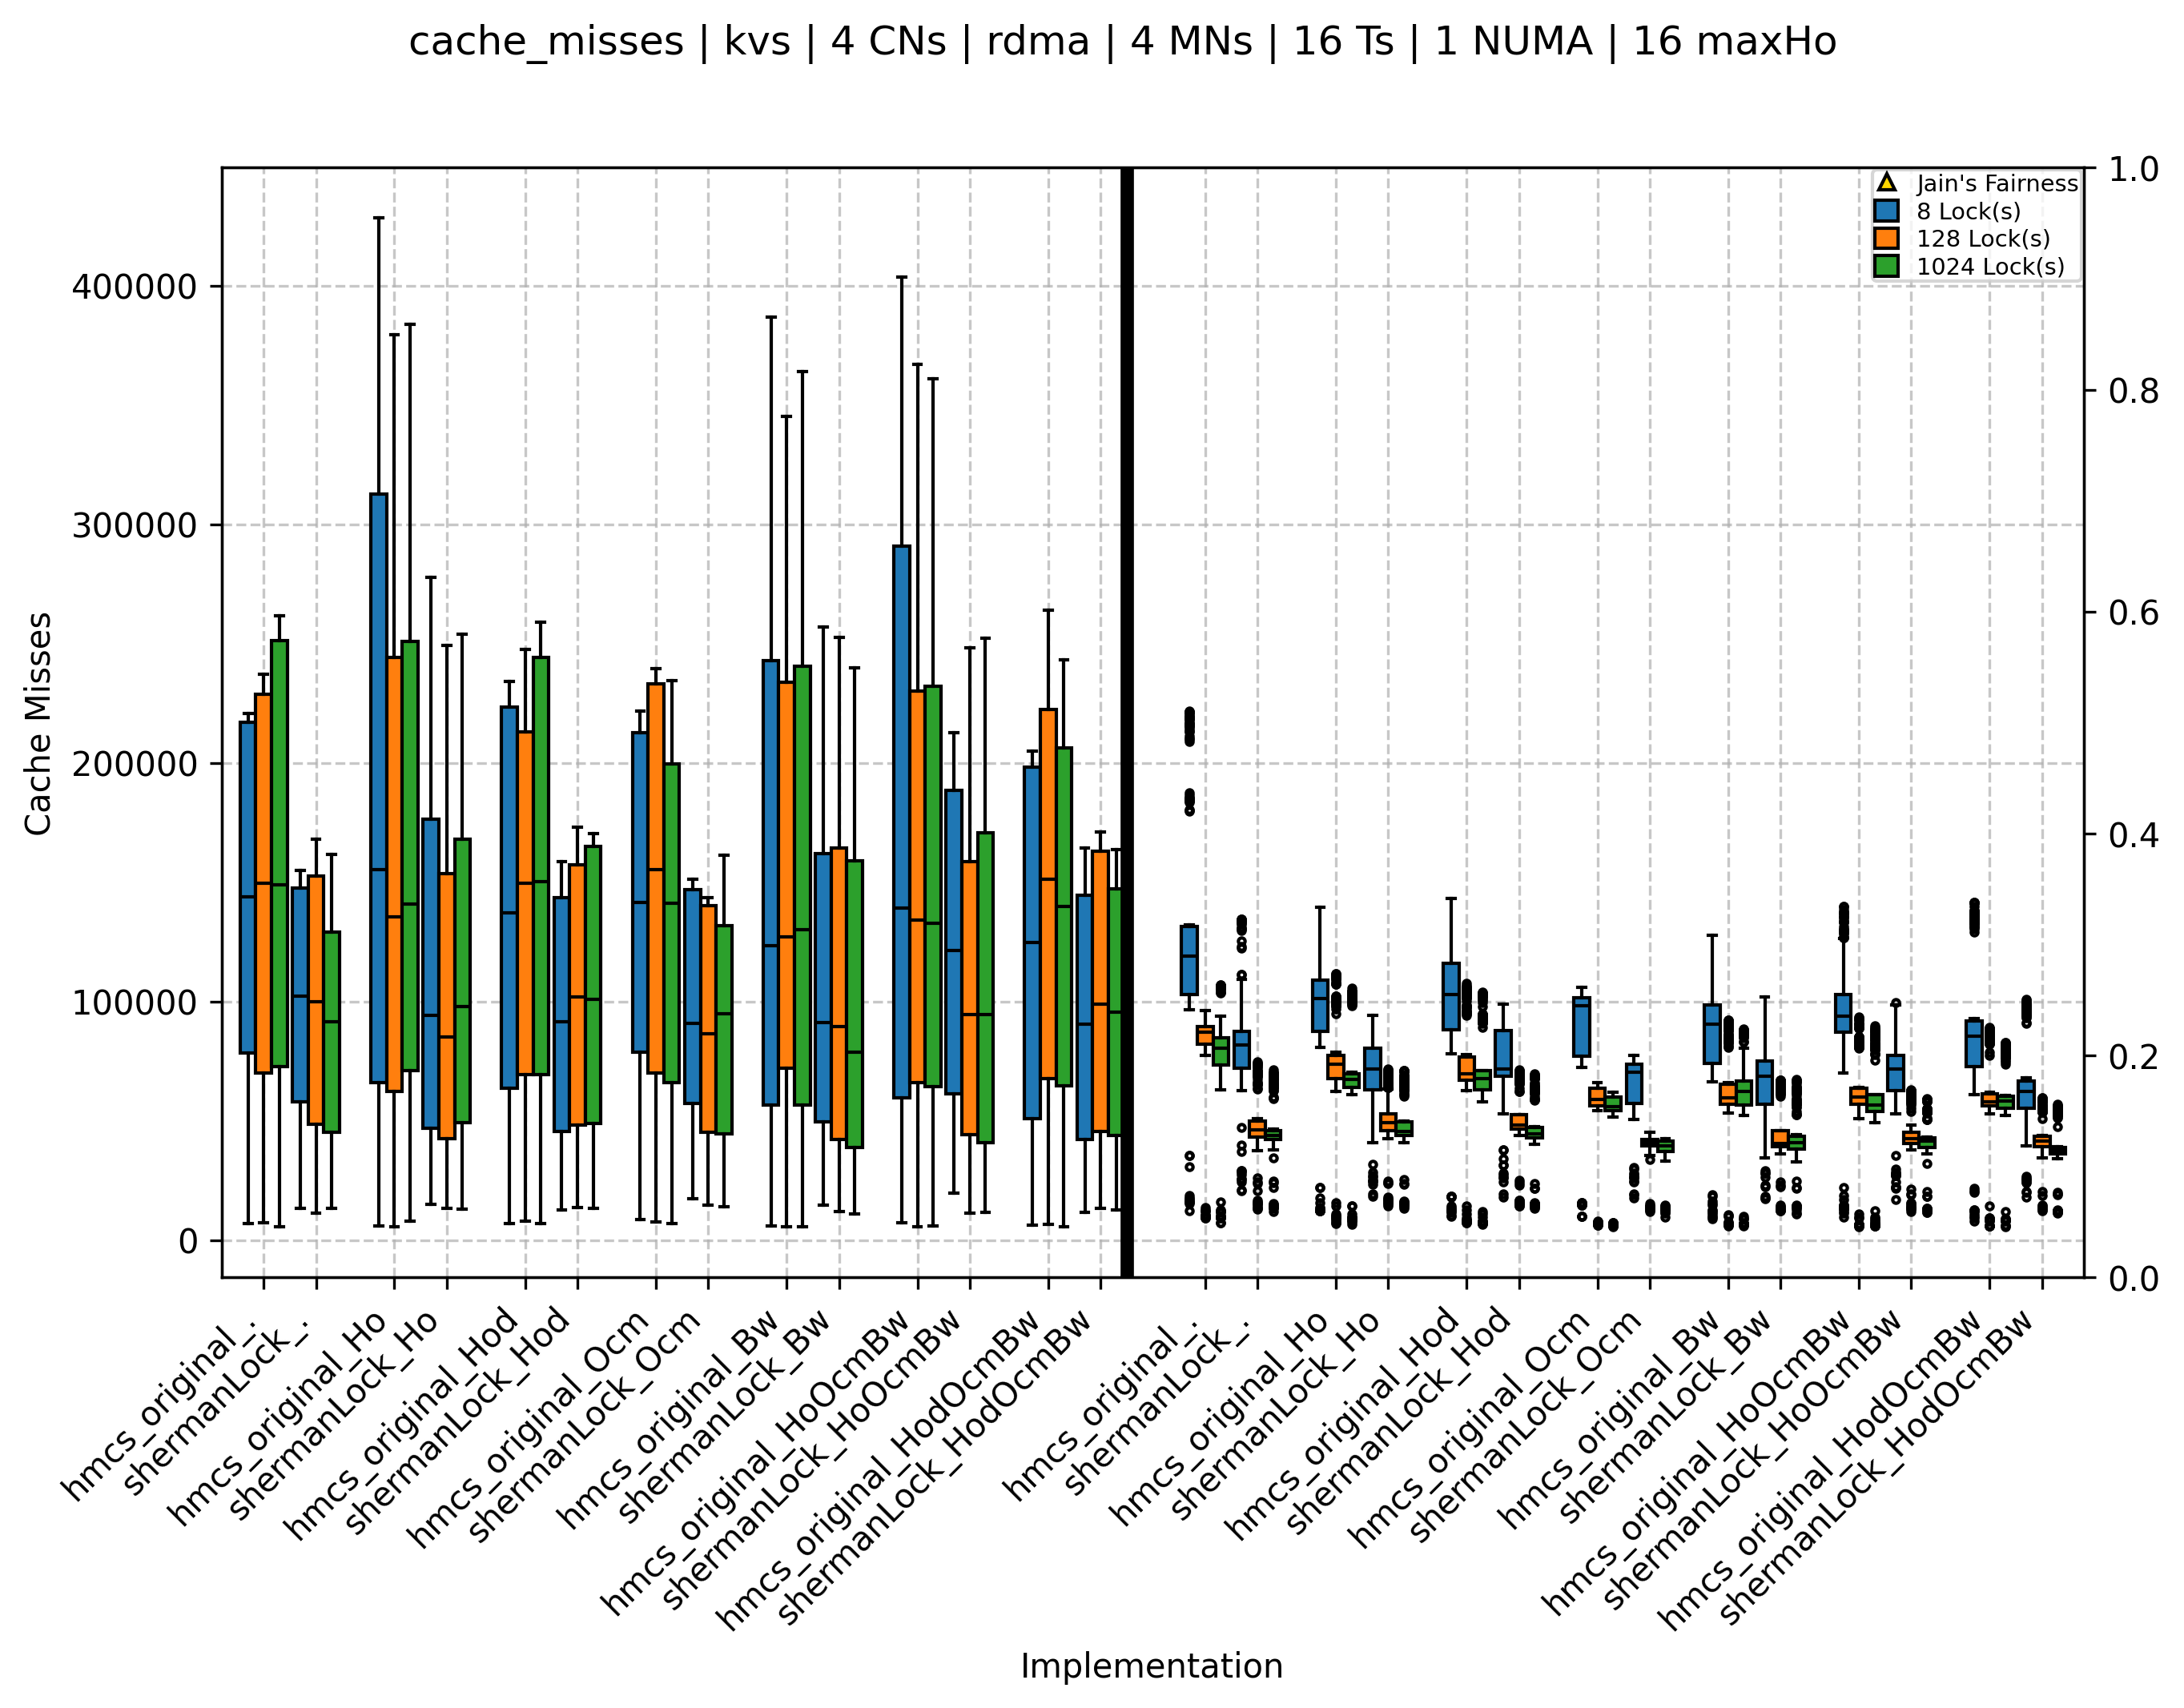 cache_misses | kvs | 4 CNs | rdma | 4 MNs | 16 Ts | 1 NUMA | 16 maxHo
Jain's Fairness
8 Lock(s)
128 Lock(s)
1024 Lock(s)
Cache Misses
400000
300000
200000
100000
0
1.0
0.8
0.6
0.4
0.2
0.0
hmcs_original_.
shermanLock_.
hmcs_original_Ho
shermanLock_Ho
hmcs_original_Hod
shermanLock_Hod
hmcs_original_Ocm
shermanLock_Ocm
hmcs_original_Bw
shermanLock_Bw
hmcs_original_HoOcmBw
shermanLock_HoOcmBw
hmcs_original_HodOcmBw
shermanLock_HodOcmBw
hmcs_original_.
shermanLock_.
hmcs_original_Ho
shermanLock_Ho
hmcs_original_Hod
shermanLock_Hod
hmcs_original_Ocm
shermanLock_Ocm
hmcs_original_Bw
shermanLock_Bw
hmcs_original_HoOcmBw
shermanLock_HoOcmBw
hmcs_original_HodOcmBw
shermanLock_HodOcmBw
Implementation